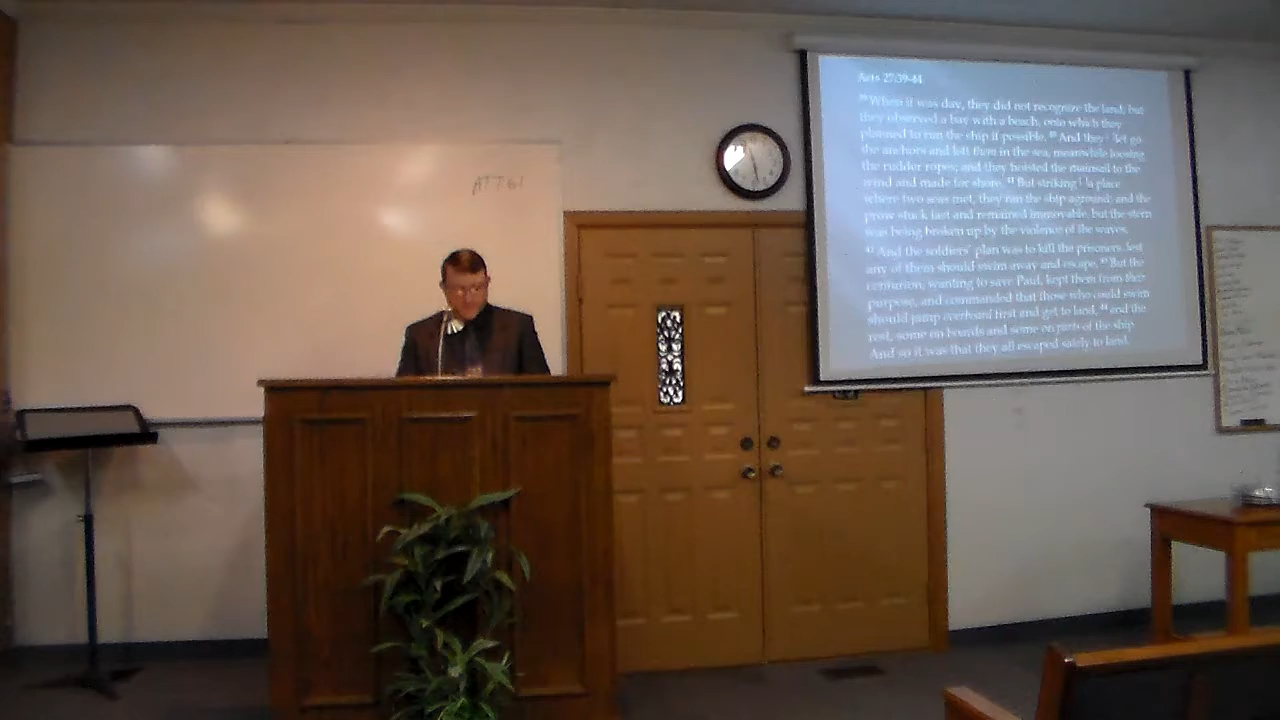 ATTB!
Acts 27:39-44
39 When it was day, they did not recognize the land; but
they observed a bay with a beach, onto which they
planned to run the ship if possible. 40 And they let go
the anchors and left them in the sea, meanwhile loosing
the rudder ropes; and they hoisted the mainsail to the
wind and made for shore. 41 But striking a place
where two seas met, they ran the ship aground; and the
prow stuck fast and remained immovable, but the stern
was being broken up by the violence of the waves.
42 And the soldiers' plan was to kill the prisoners, lest
any of them should swim away and escape. 43 But the
centurion, wanting to save Paul, kept them from their
purpose, and commanded that those who could swim
should jump overboard first and get to land, 44 and the
rest, some on boards and some on parts of the ship.
And so it was that they all escaped safely to land.